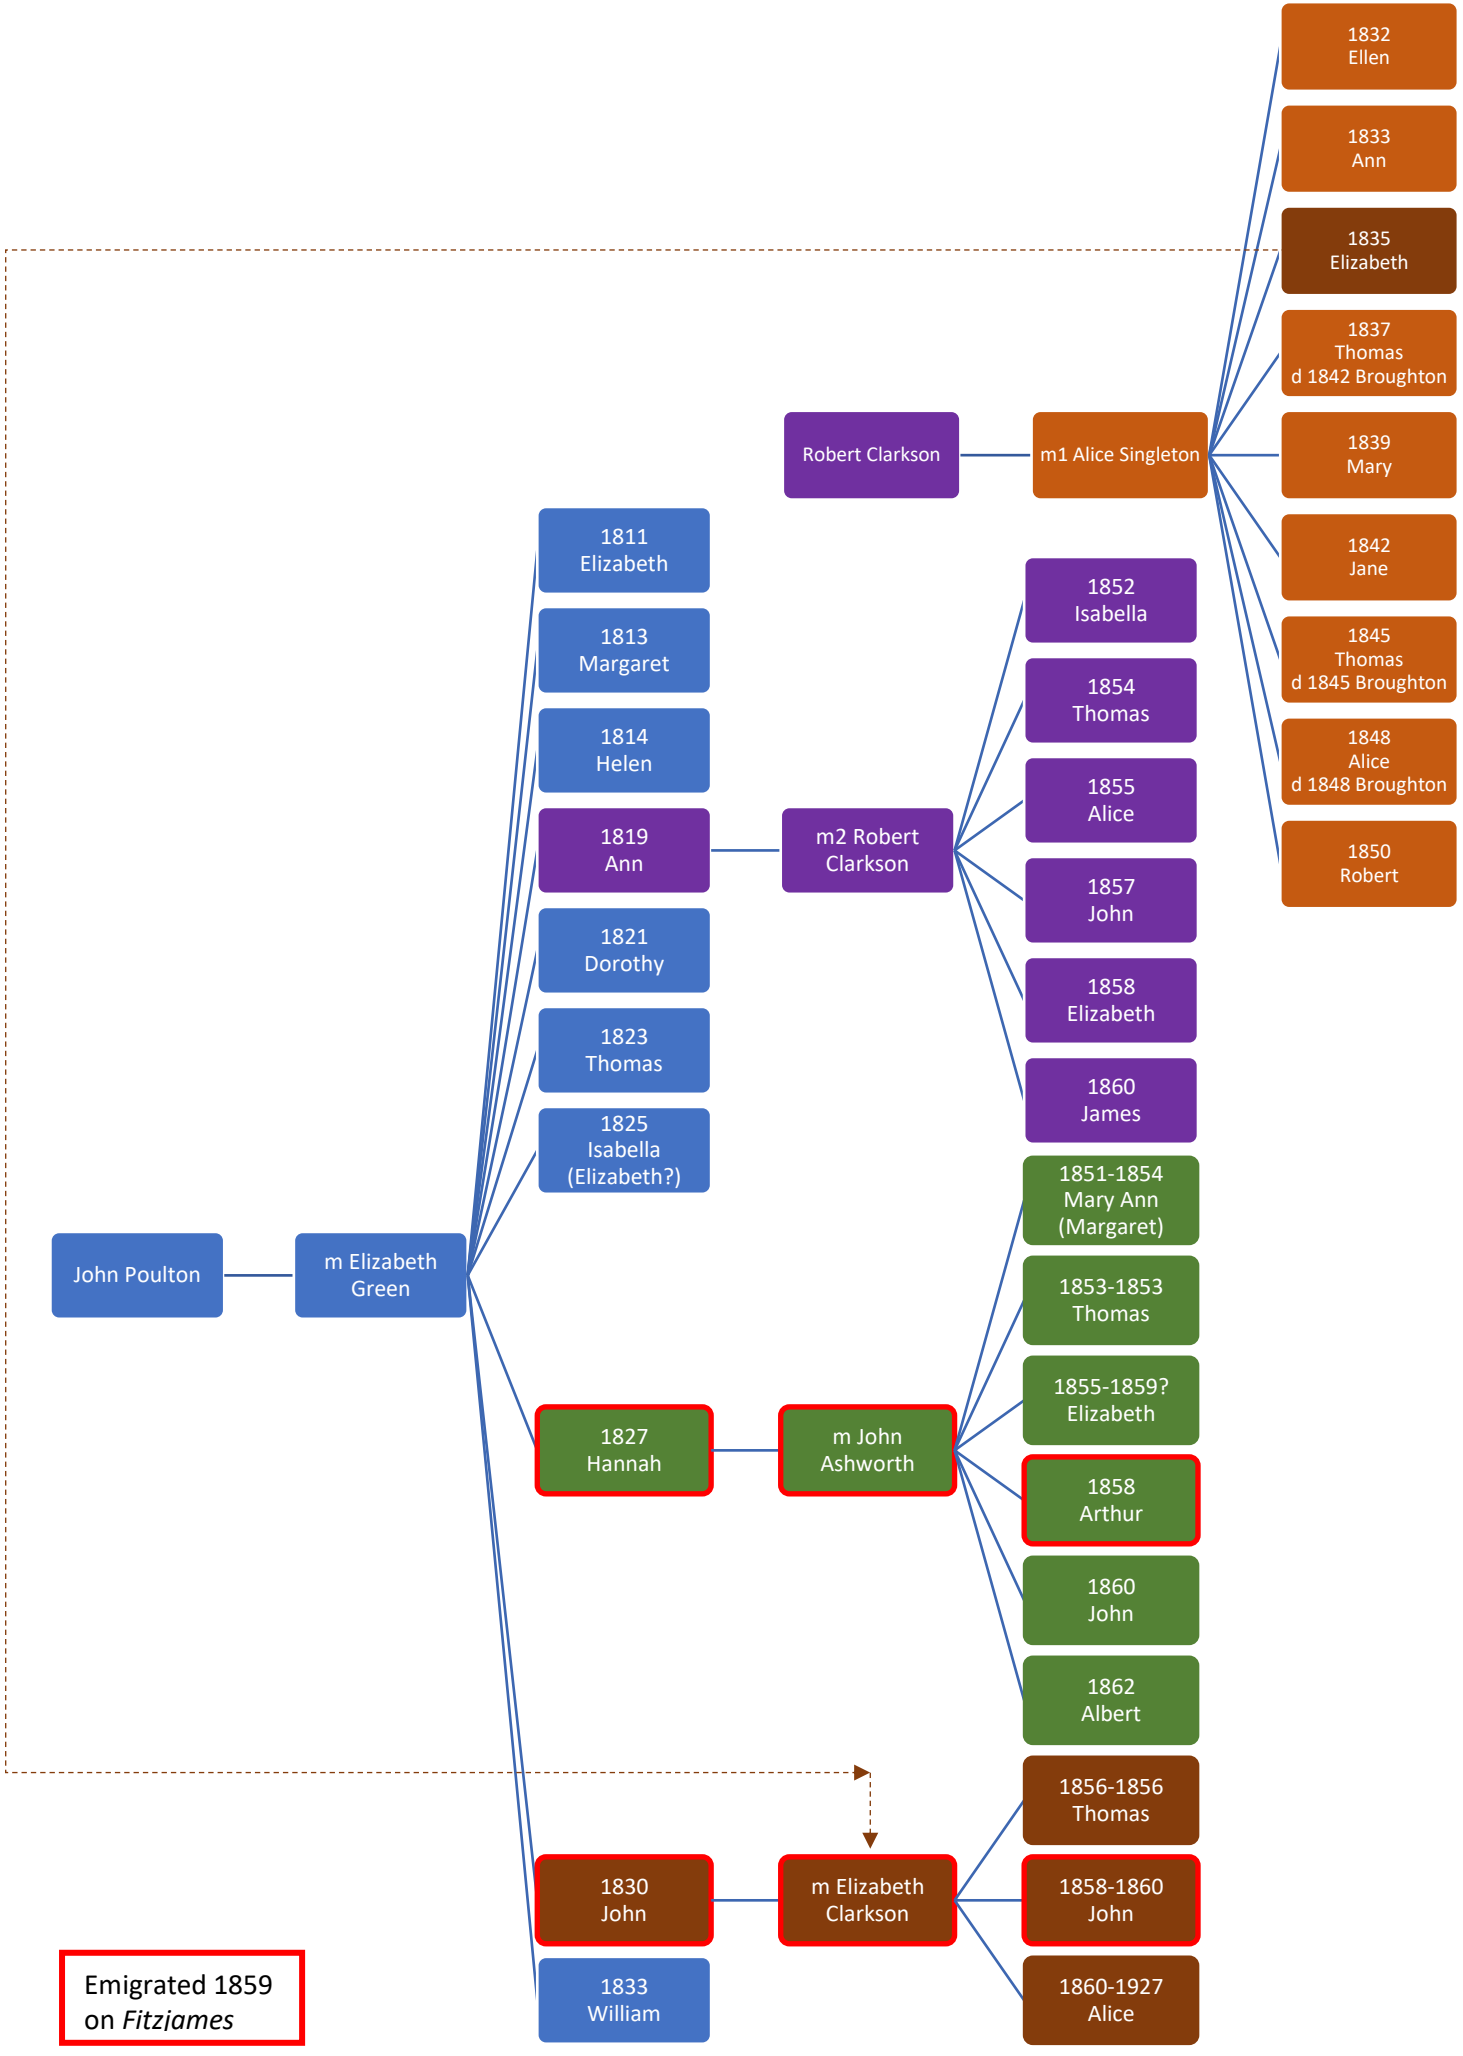 1832
Ellen
1833
Ann
1835
Elizabeth
1837
Thomas
d 1842 Broughton
Robert Clarkson
m1 Alice Singleton
1839
Mary
1842
Jane
1845
Thomas
d 1845 Broughton
1848
Alice
d 1848 Broughton
1850
Robert
1811
Elizabeth
1813
Margaret
1814
Helen
1819
Ann
1821
Dorothy
1823
Thomas
1825
Isabella
(Elizabeth?)
m2 Robert
Clarkson
1852
Isabella
1854
Thomas
1855
Alice
1857
John
1858
Elizabeth
1860
James
John Poulton
m Elizabeth
Green
1827
Hannah
m John
Ashworth
1851-1854
Mary Ann
(Margaret)
1853-1853
Thomas
1855-1859?
Elizabeth
1858
Arthur
1860
John
1862
Albert
1830
John
m Elizabeth
Clarkson
1856-1856
Thomas
1858-1860
John
1860-1927
Alice
1833
William
Emigrated 1859
on Fitzjames